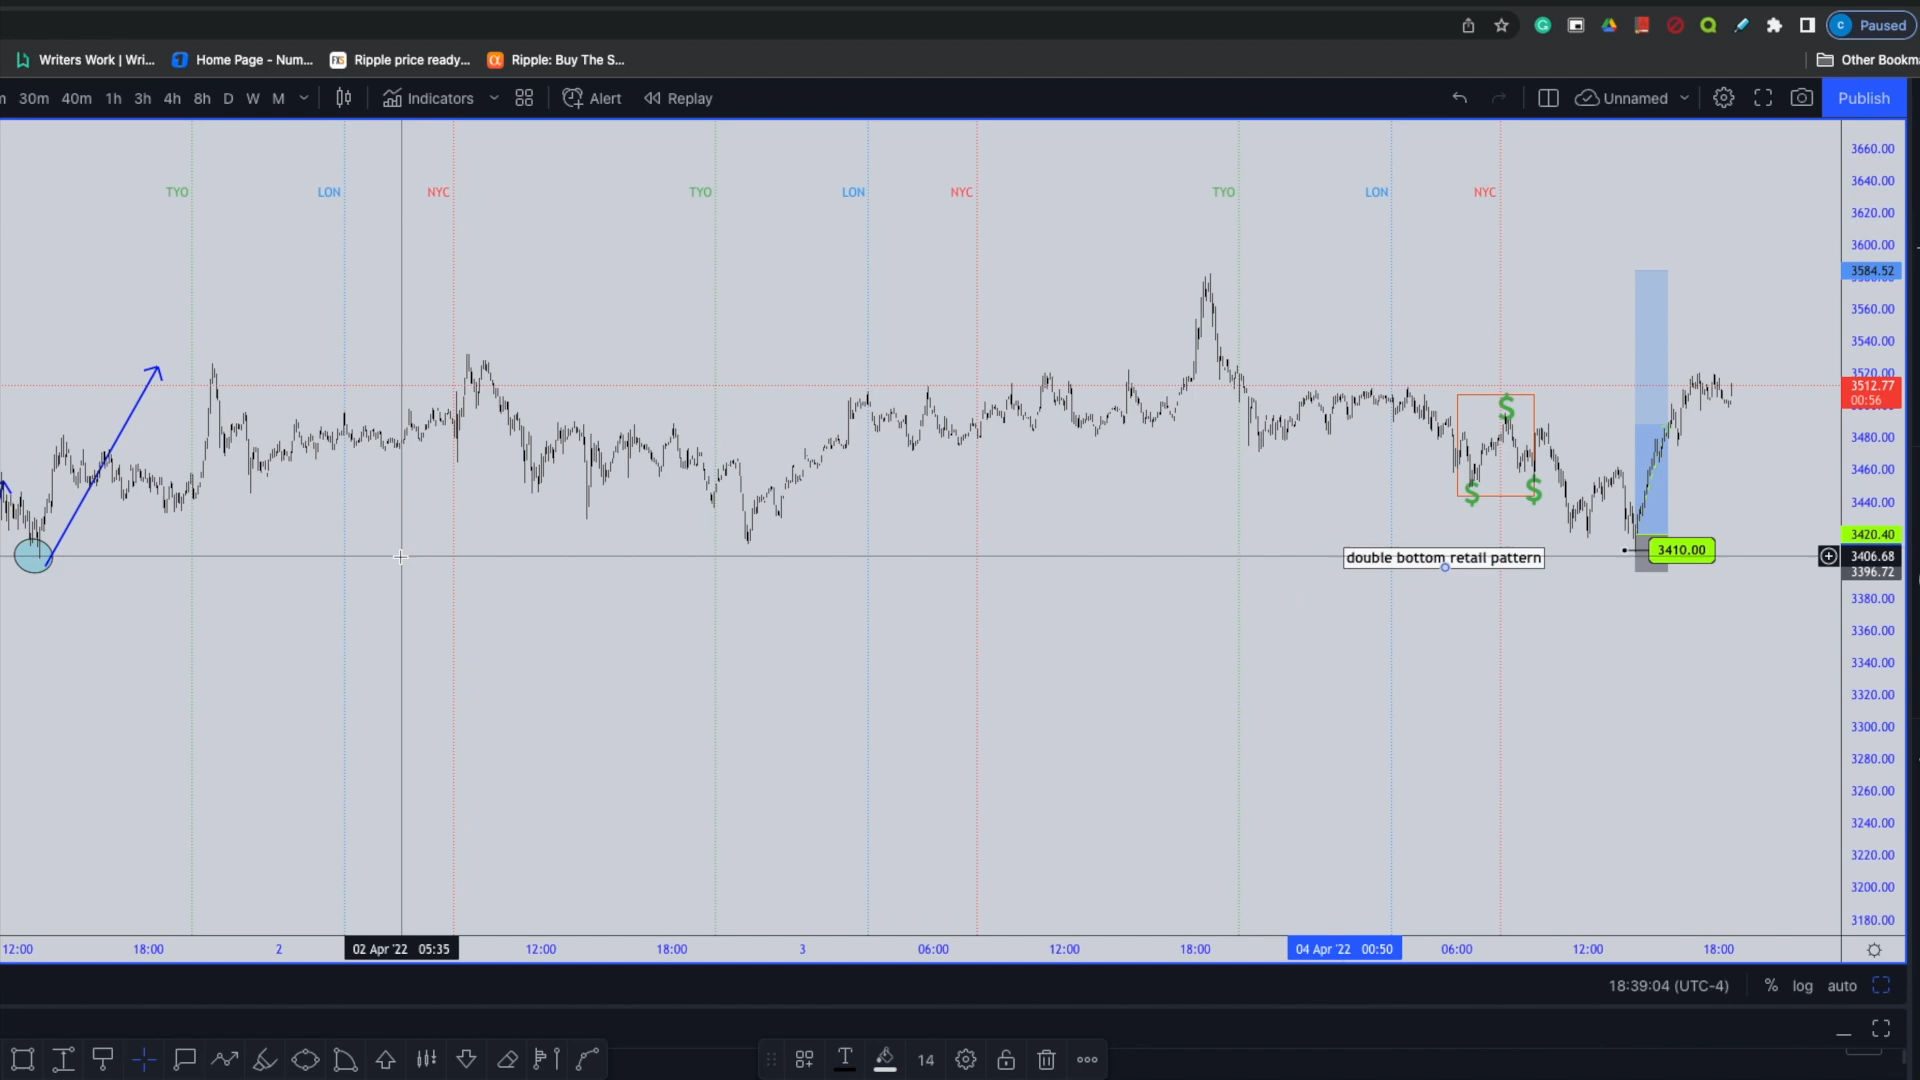 Paused
Writers Work | Wri...
Home Page - Num...
Ripple price ready...
Ripple: Buy The S...
Other Bookma
30m 40m 1h 3h 4h 8h D W M
Indicators
Alert
Replay
Unnamed
Publish
TYO LON NYC TYO LON NYC TYO LON NYC
3660.00
3640.00
3620.00
3600.00
3584.52
3560.00
3540.00
3520.00
3512.77
00:56
3480.00
3460.00
3440.00
3420.40
3406.68
3396.72
3380.00
3360.00
3340.00
3320.00
3300.00
3280.00
3260.00
3240.00
3220.00
3200.00
3180.00
$
$ $
3410.00
double bottom retail pattern
12:00 18:00 2 02 Apr '22 05:35 12:00 18:00 3 06:00 12:00 18:00 04 Apr '22 00:50 06:00 12:00 18:00
18:39:04 (UTC-4) % log auto
14